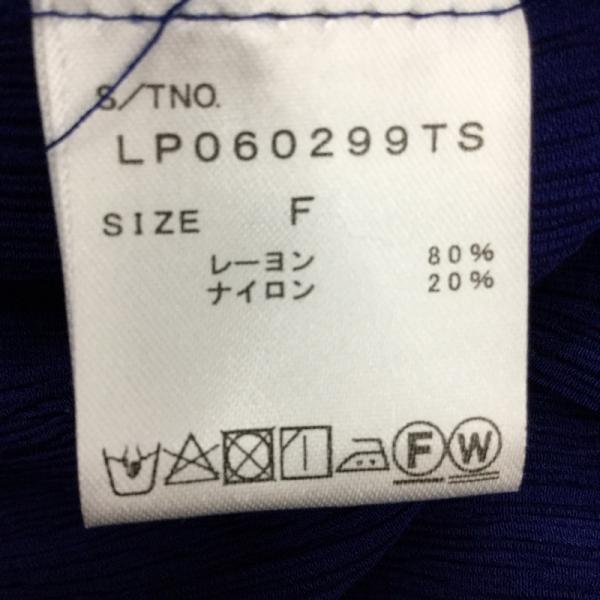 S/TNO.
LP060299TS
SIZE F
レーヨン 80%
ナイロン 20%
F W